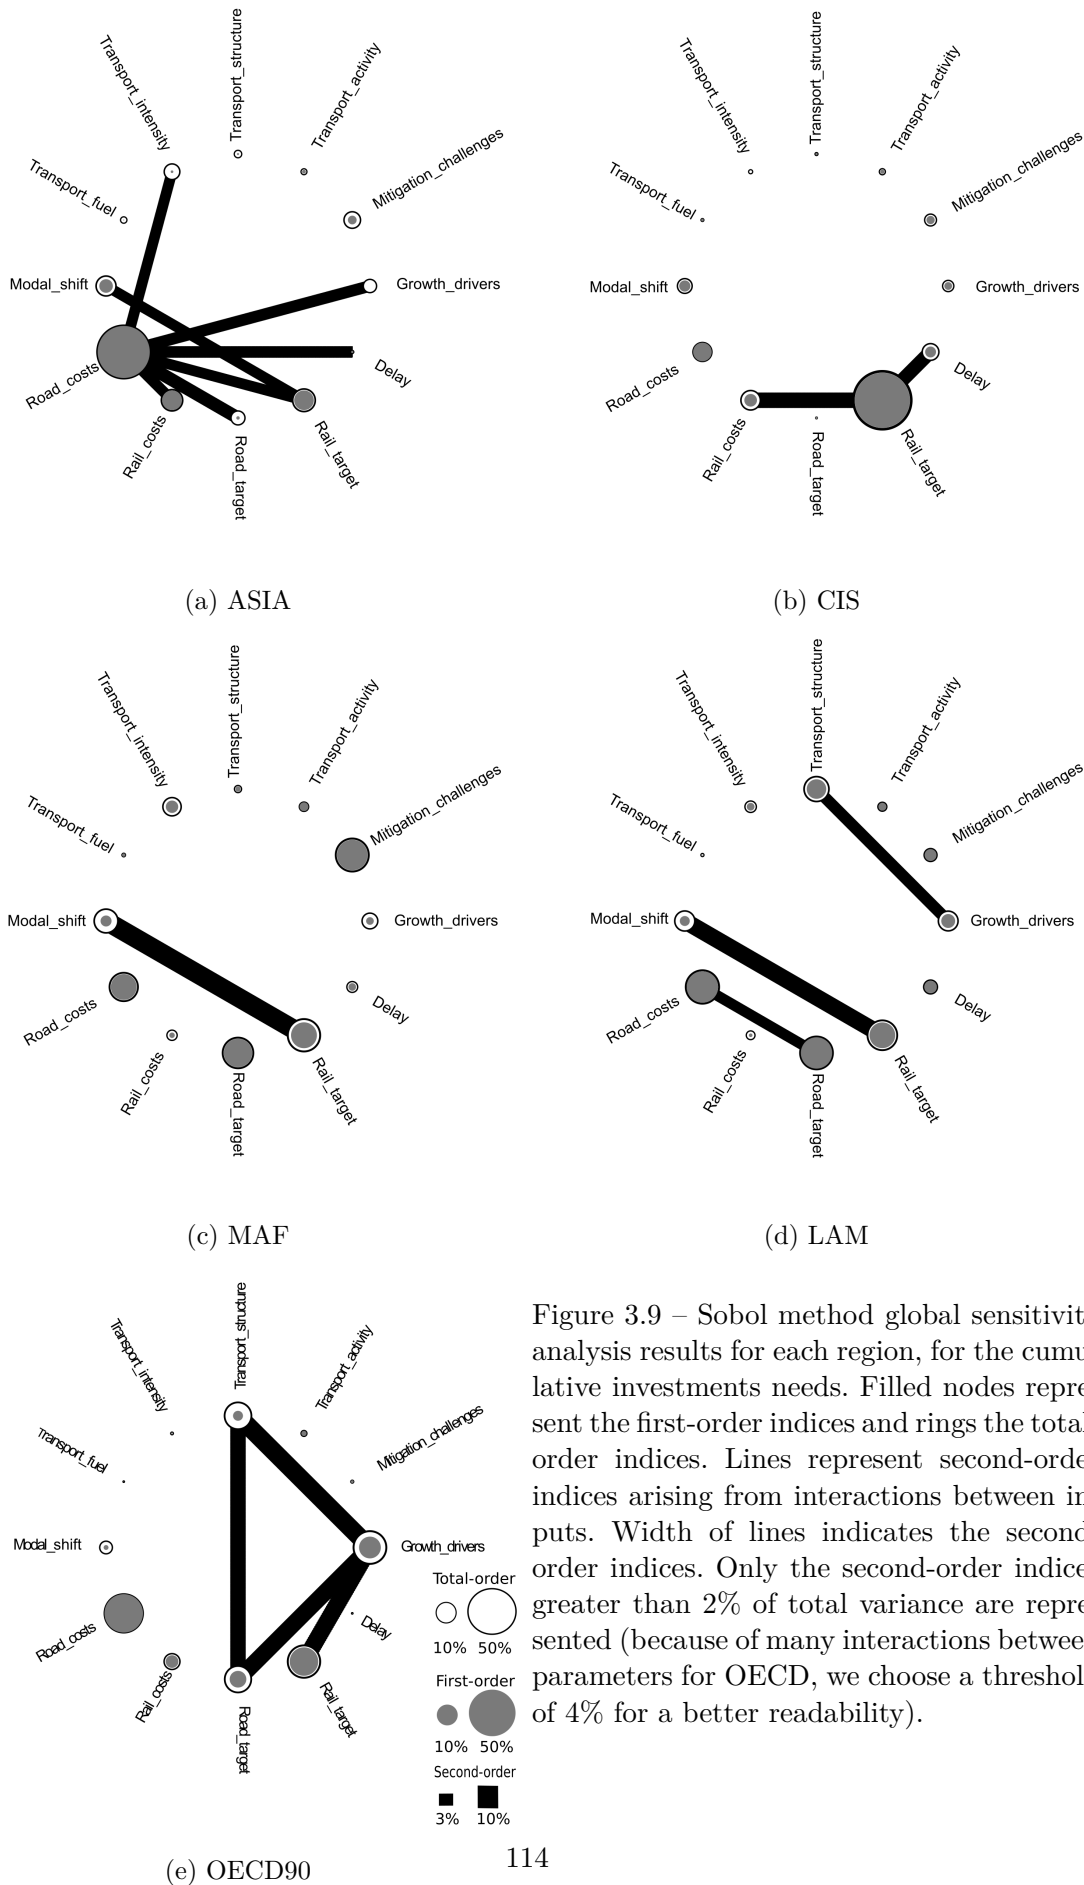 Transport_structure
Transport_intensity
Transport_activity
Transport_fuel
Mitigation_challenges
Modal_shift
Growth_drivers
Road_costs
Delay
Rail_costs
Road_target
Rail_target
(a) ASIA
Transport_structure
Transport_intensity
Transport_activity
Transport_fuel
Mitigation_challenges
Modal_shift
Growth_drivers
Road_costs
Delay
Rail_costs
Road_target
Rail_target
(b) CIS
Transport_structure
Transport_intensity
Transport_activity
Transport_fuel
Mitigation_challenges
Modal_shift
Growth_drivers
Road_costs
Delay
Rail_costs
Road_target
Rail_target
(c) MAF
Transport_structure
Transport_intensity
Transport_activity
Transport_fuel
Mitigation_challenges
Modal_shift
Growth_drivers
Road_costs
Delay
Rail_costs
Road_target
Rail_target
(d) LAM
Transport_structure
Transport_intensity
Transport_activity
Transport_fuel
Mitigation_challenges
Modal_shift
Growth_drivers
Road_costs
Delay
Rail_costs
Road_target
Rail_target
Total-order
10% 50%
First-order
10% 50%
Second-order
3% 10%
(e) OECD90
Figure 3.9 – Sobol method global sensitivit
analysis results for each region, for the cumu
lative investments needs. Filled nodes repre
sent the first-order indices and rings the total
order indices. Lines represent second-orde
indices arising from interactions between in
puts. Width of lines indicates the second
order indices. Only the second-order indice
greater than 2% of total variance are repre
sented (because of many interactions betwee
parameters for OECD, we choose a threshol
of 4% for a better readability).
114